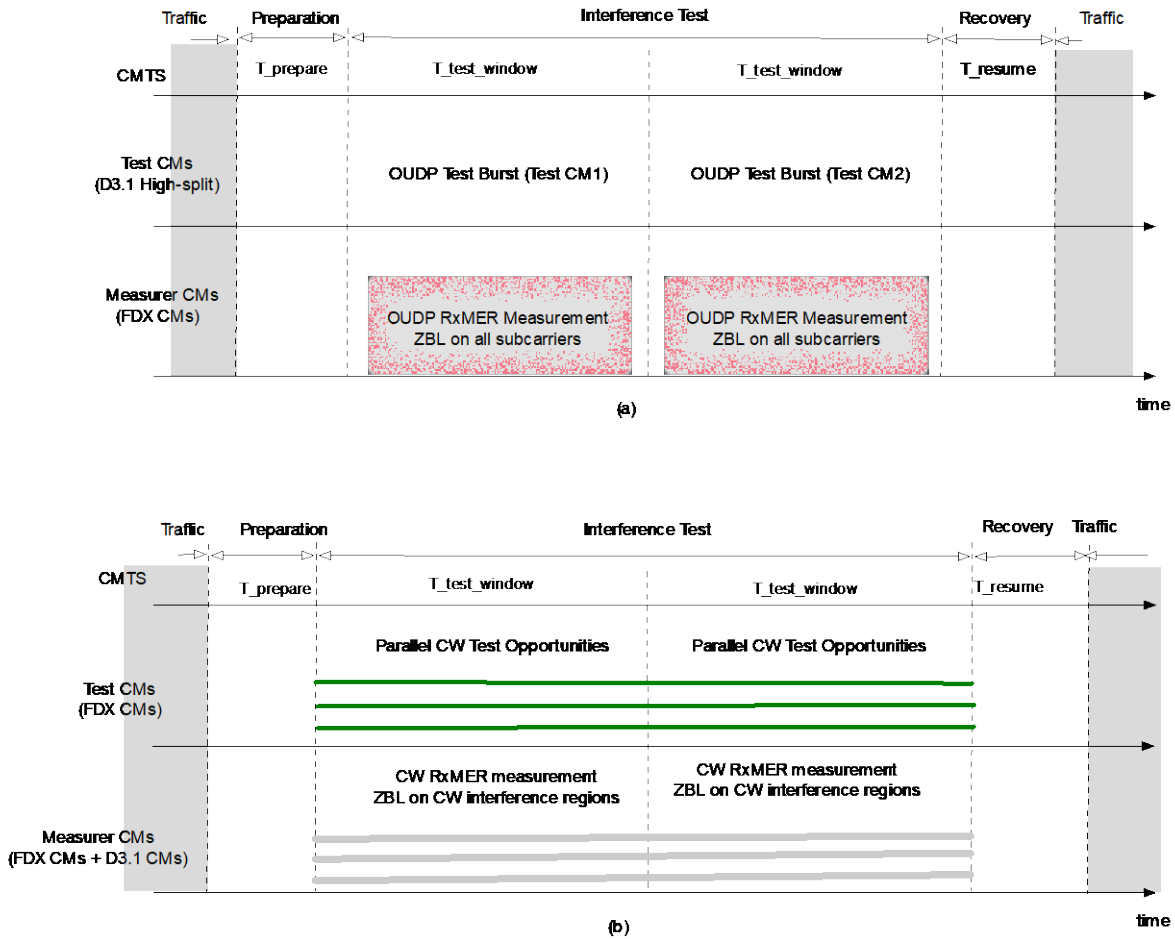 Traffic Preparation Interference Test Recovery Traffic
CMTS T_prepare T_test_window T_test_window T_resume
Test CMs
(D3.1 High-split)
OUDP Test Burst (Test CM1) OUDP Test Burst (Test CM2)
Measurer CMs
(FDX CMs)
OUDP RxMER Measurement
ZBL on all subcarriers
OUDP RxMER Measurement
ZBL on all subcarriers
time
(a)
Traffic Preparation Interference Test Recovery Traffic
CMTS T_prepare T_test_window T_test_window T_resume
Parallel CW Test Opportunities Parallel CW Test Opportunities
Test CMs
(FDX CMs)
CW RxMER measurement
ZBL on CW interference regions
CW RxMER measurement
ZBL on CW interference regions
Measurer CMs
(FDX CMs + D3.1 CMs)
time
(b)